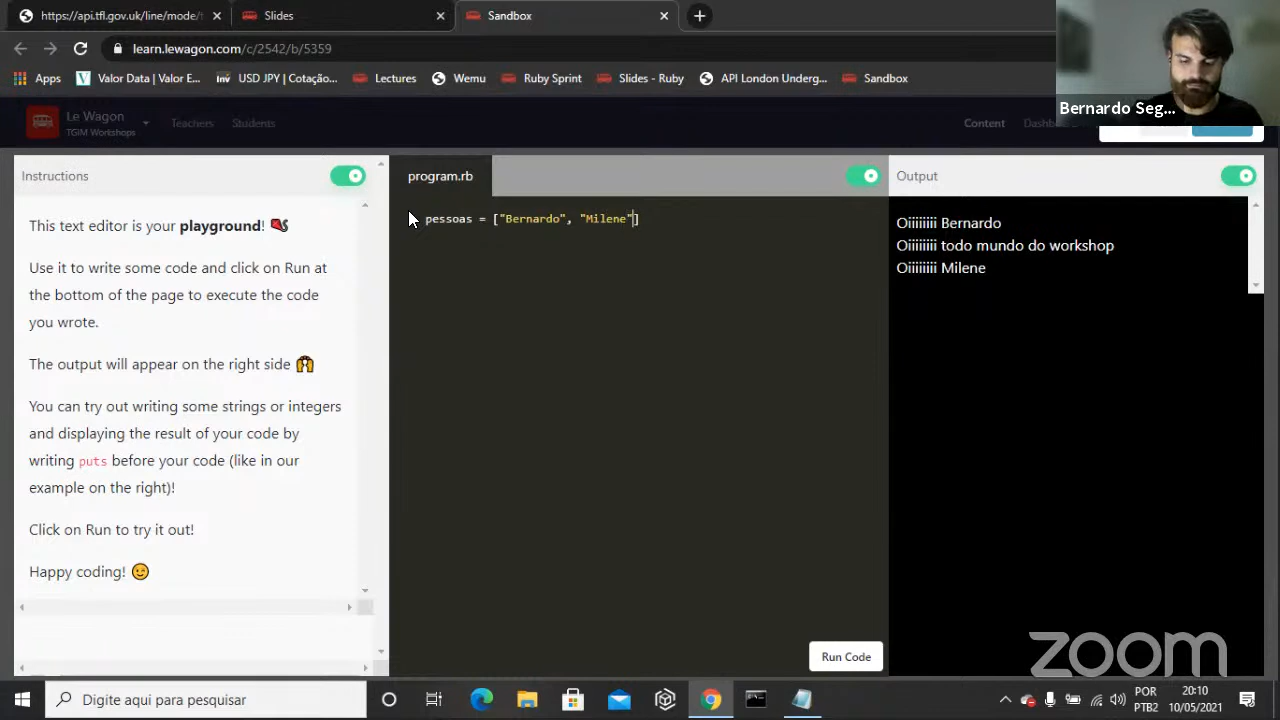 https://api.tfl.gov.uk/line/mode/t
Slides
Sandbox
learn.lewagon.com/c/2542/b/5359
Apps
Valor Data | Valor E...
USD JPY | Cotação...
Lectures
Wemu
Ruby Sprint
Slides - Ruby
API London Underg...
Sandbox
Bernardo Seg...
Le Wagon
TGIM Workshops
Teachers
Students
Content
Instructions
This text editor is your playground!
Use it to write some code and click on Run at
the bottom of the page to execute the code
you wrote.
The output will appear on the right side
You can try out writing some strings or integers
and displaying the result of your code by
writing puts before your code (like in our
example on the right)!
Click on Run to try it out!
Happy coding!
program.rb
pessoas = ["Bernardo", "Milene"]
Run Code
Output
Oiiiiiiii Bernardo
Oiiiiiiii todo mundo do workshop
Oiiiiiiii Milene
zoom
Digite aqui para pesquisar
POR
PTB2
20:10
10/05/2021